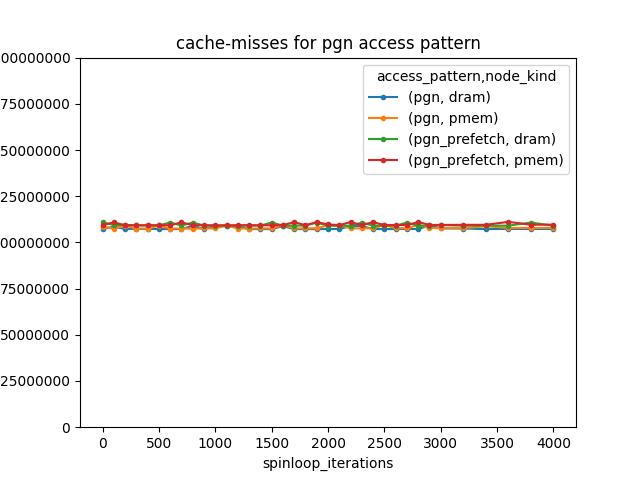 cache-misses for pgn access pattern
00000000
75000000
50000000
25000000
00000000
75000000
50000000
25000000
0
access_pattern,node_kind
(pgn, dram)
(pgn, pmem)
(pgn_prefetch, dram)
(pgn_prefetch, pmem)
0 500 1000 1500 2000 2500 3000 3500 4000
spinloop_iterations